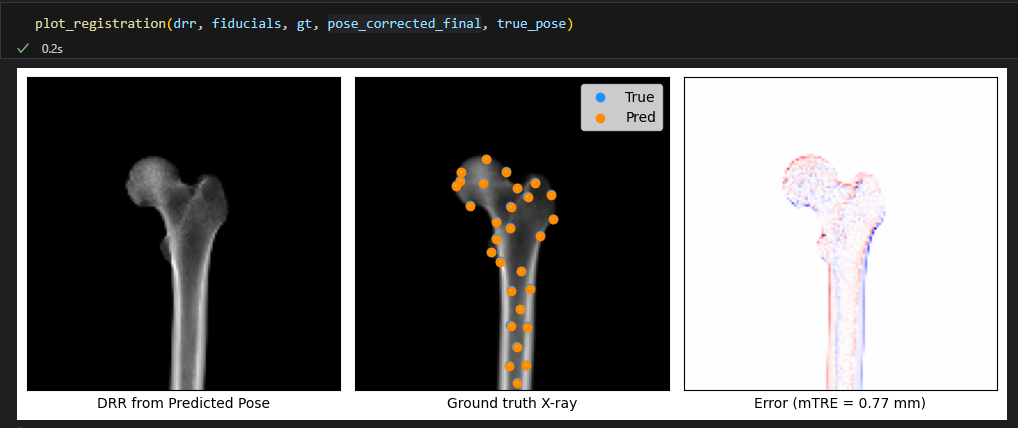 plot_registration(drr, fiducials, gt, pose_corrected_final, true_pose)
0.2s
True
Pred
DRR from Predicted Pose
Ground truth X-ray
Error (mTRE = 0.77 mm)